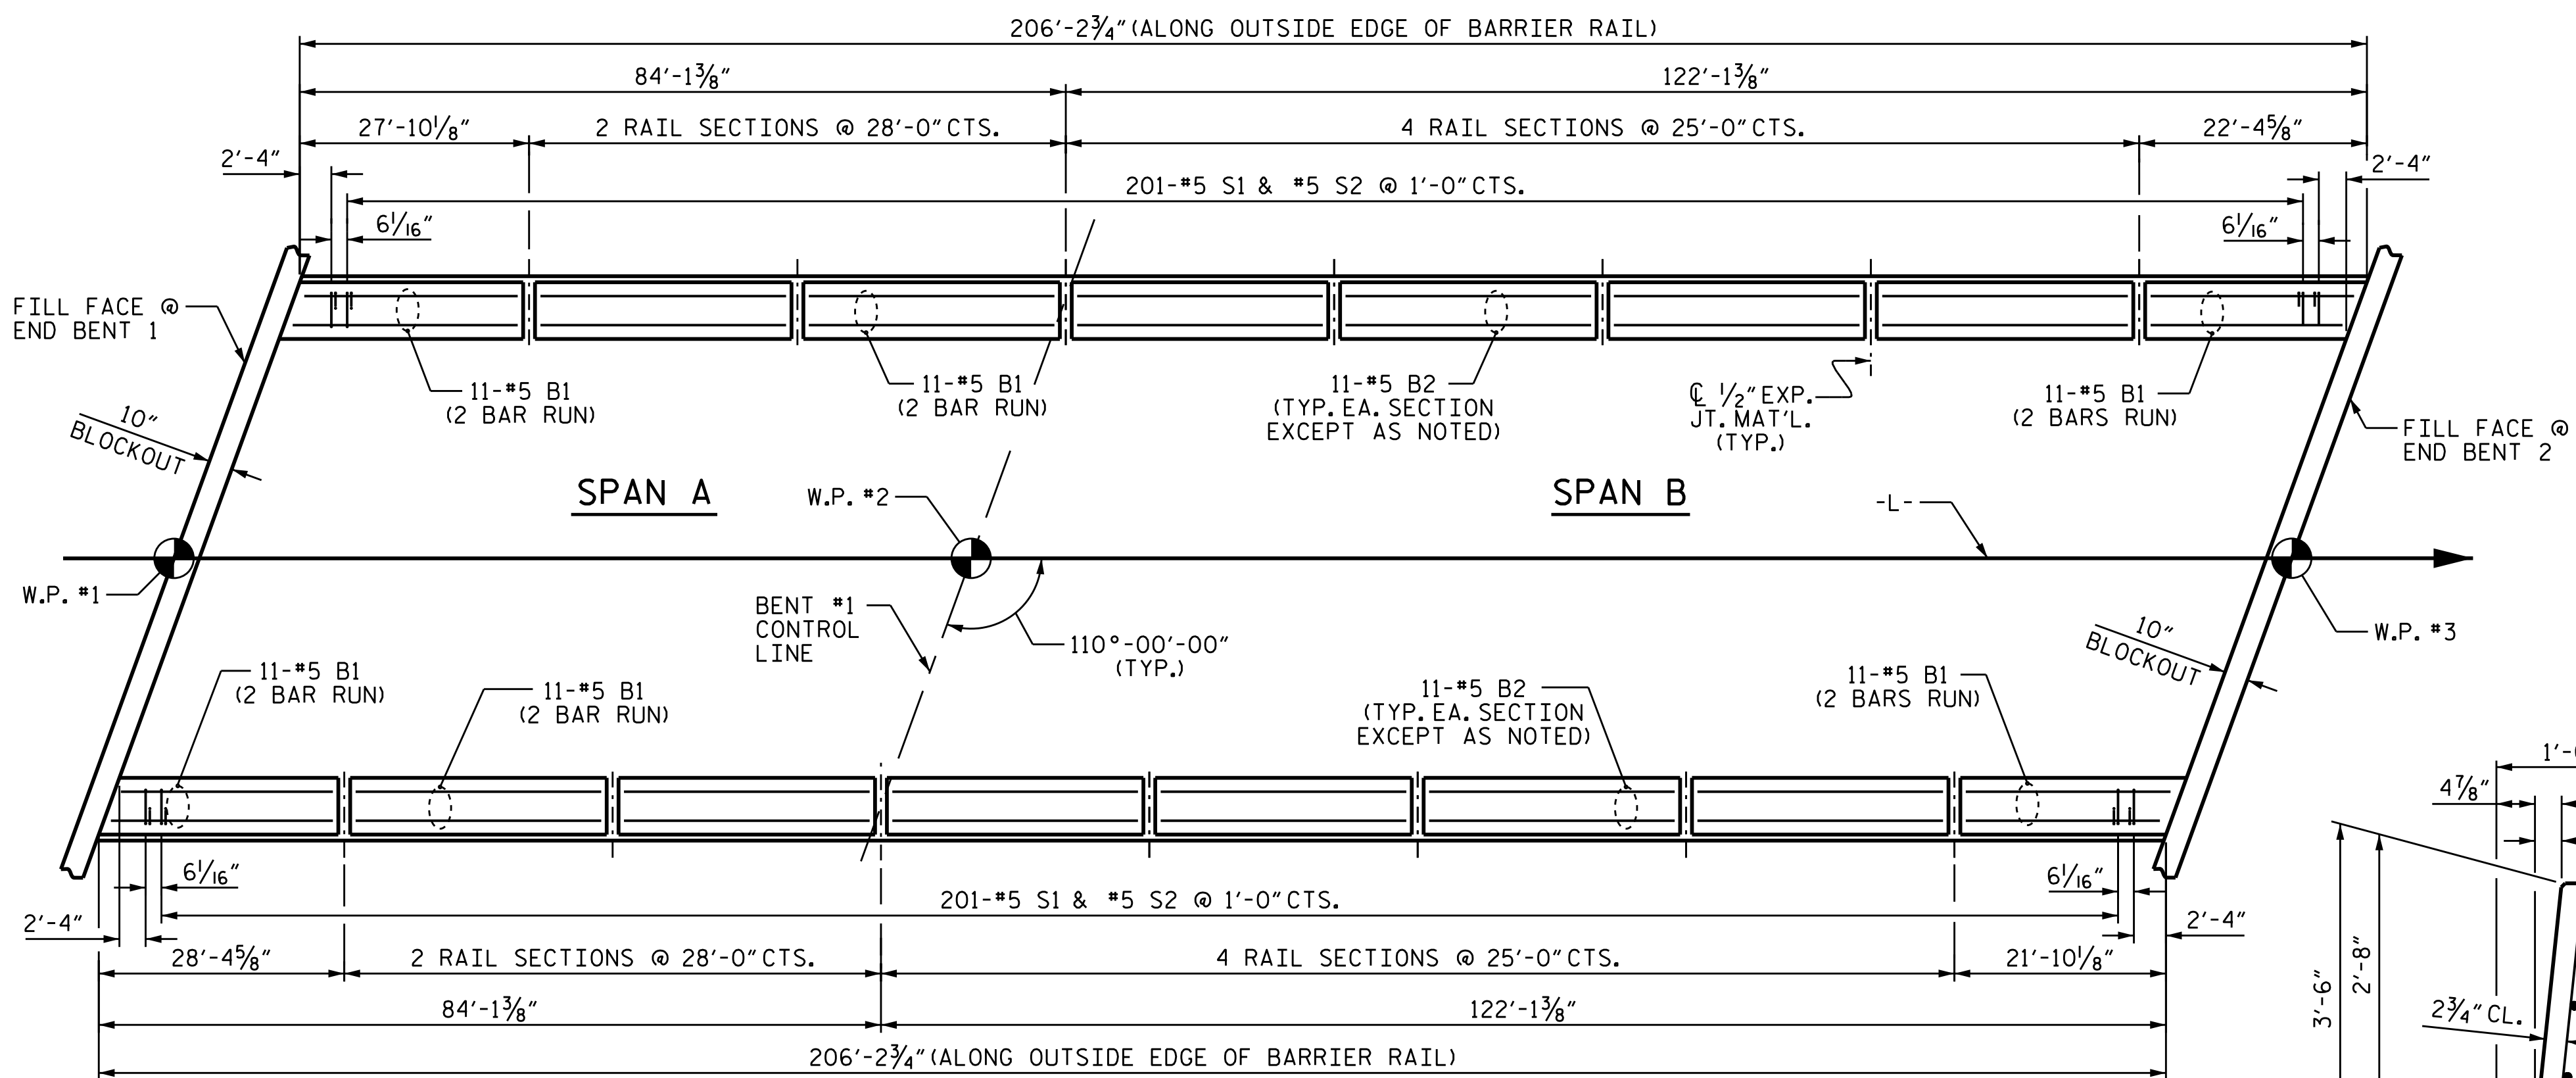 206'-2¾" (ALONG OUTSIDE EDGE OF BARRIER RAIL)
84'-1⅜"
122'-1⅜"
27'-10⅛"
2 RAIL SECTIONS @ 28'-0" CTS.
4 RAIL SECTIONS @ 25'-0" CTS.
22'-4⅝"
2'-4"
2'-4"
201-#5 S1 & #5 S2 @ 1'-0" CTS.
6 1/16"
6 1/16"
FILL FACE @
END BENT 1
11-#5 B1
(2 BAR RUN)
11-#5 B1
(2 BAR RUN)
11-#5 B2
(TYP. EA. SECTION
EXCEPT AS NOTED)
℄ ½" EXP.
JT. MAT'L.
(TYP.)
11-#5 B1
(2 BARS RUN)
FILL FACE @
END BENT 2
10"
BLOCKOUT
SPAN A
W.P. #2
SPAN B
-L-
W.P. #1
BENT #1
CONTROL
LINE
110°-00'-00"
(TYP.)
10"
BLOCKOUT
W.P. #3
11-#5 B1
(2 BAR RUN)
11-#5 B1
(2 BAR RUN)
11-#5 B2
(TYP. EA. SECTION
EXCEPT AS NOTED)
11-#5 B1
(2 BARS RUN)
4⅞"
6 1/16"
6 1/16"
201-#5 S1 & #5 S2 @ 1'-0" CTS.
2'-4"
2'-4"
28'-4⅝"
2 RAIL SECTIONS @ 28'-0" CTS.
4 RAIL SECTIONS @ 25'-0" CTS.
21'-10⅛"
3'-6"
2'-8"
2¾" CL.
84'-1⅜"
122'-1⅜"
206'-2¾" (ALONG OUTSIDE EDGE OF BARRIER RAIL)